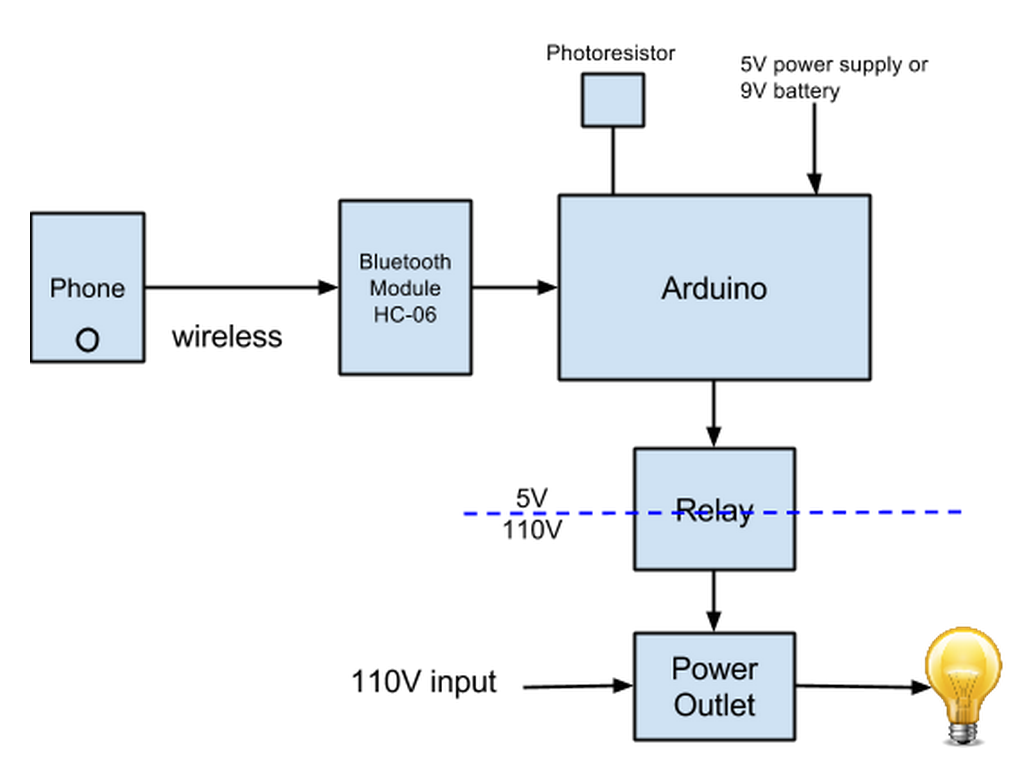 Photoresistor
5V power supply or
9V battery
Phone
wireless
Bluetooth
Module
HC-06
Arduino
5V
110V
Relay
110V input
Power
Outlet